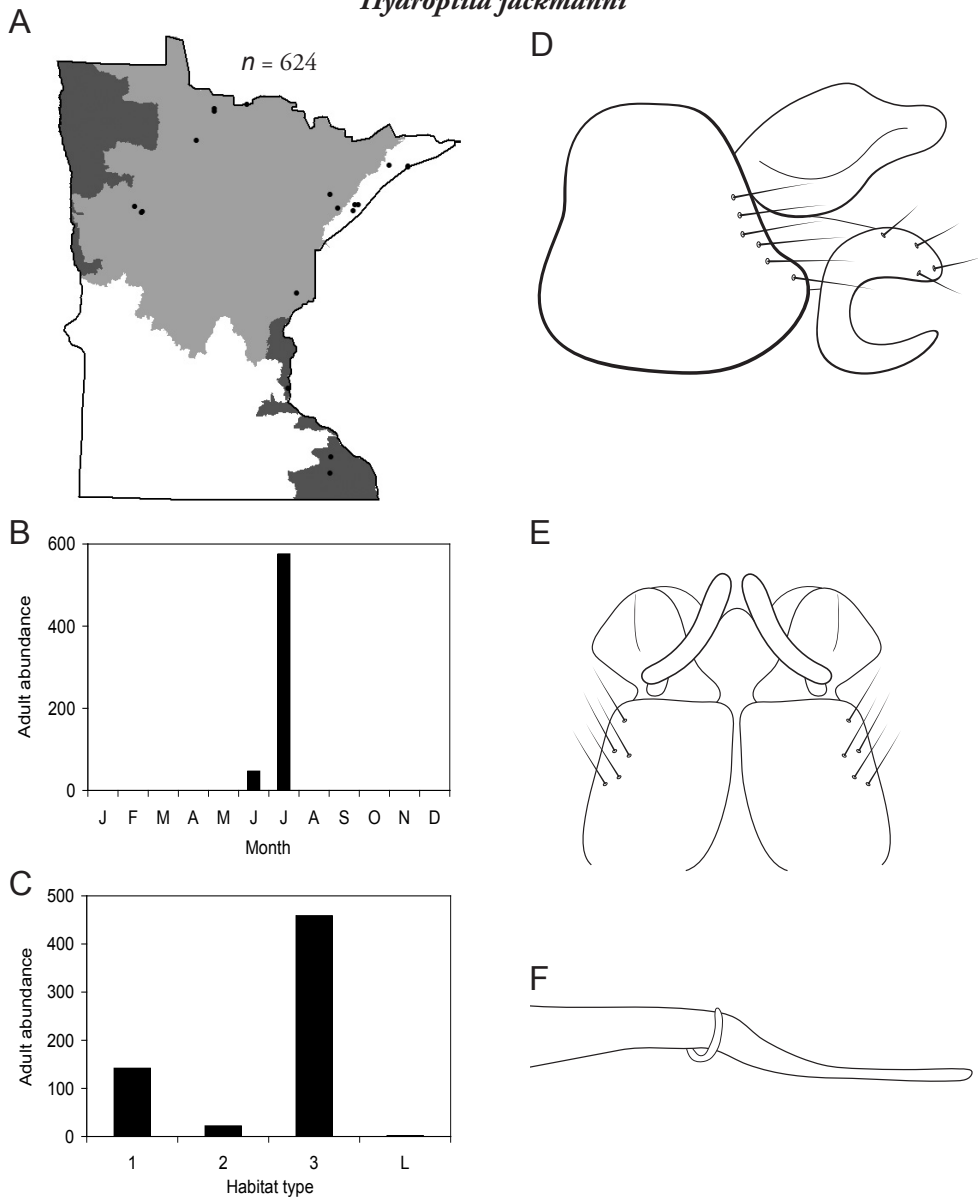 Hydroptila jackmanni
A
n = 624
D
B
600
400
200
0
Adult abundance
J F M A M J J A S O N D
Month
E
C
500
400
300
200
100
0
Adult abundance
1 2 3 L
Habitat type
F